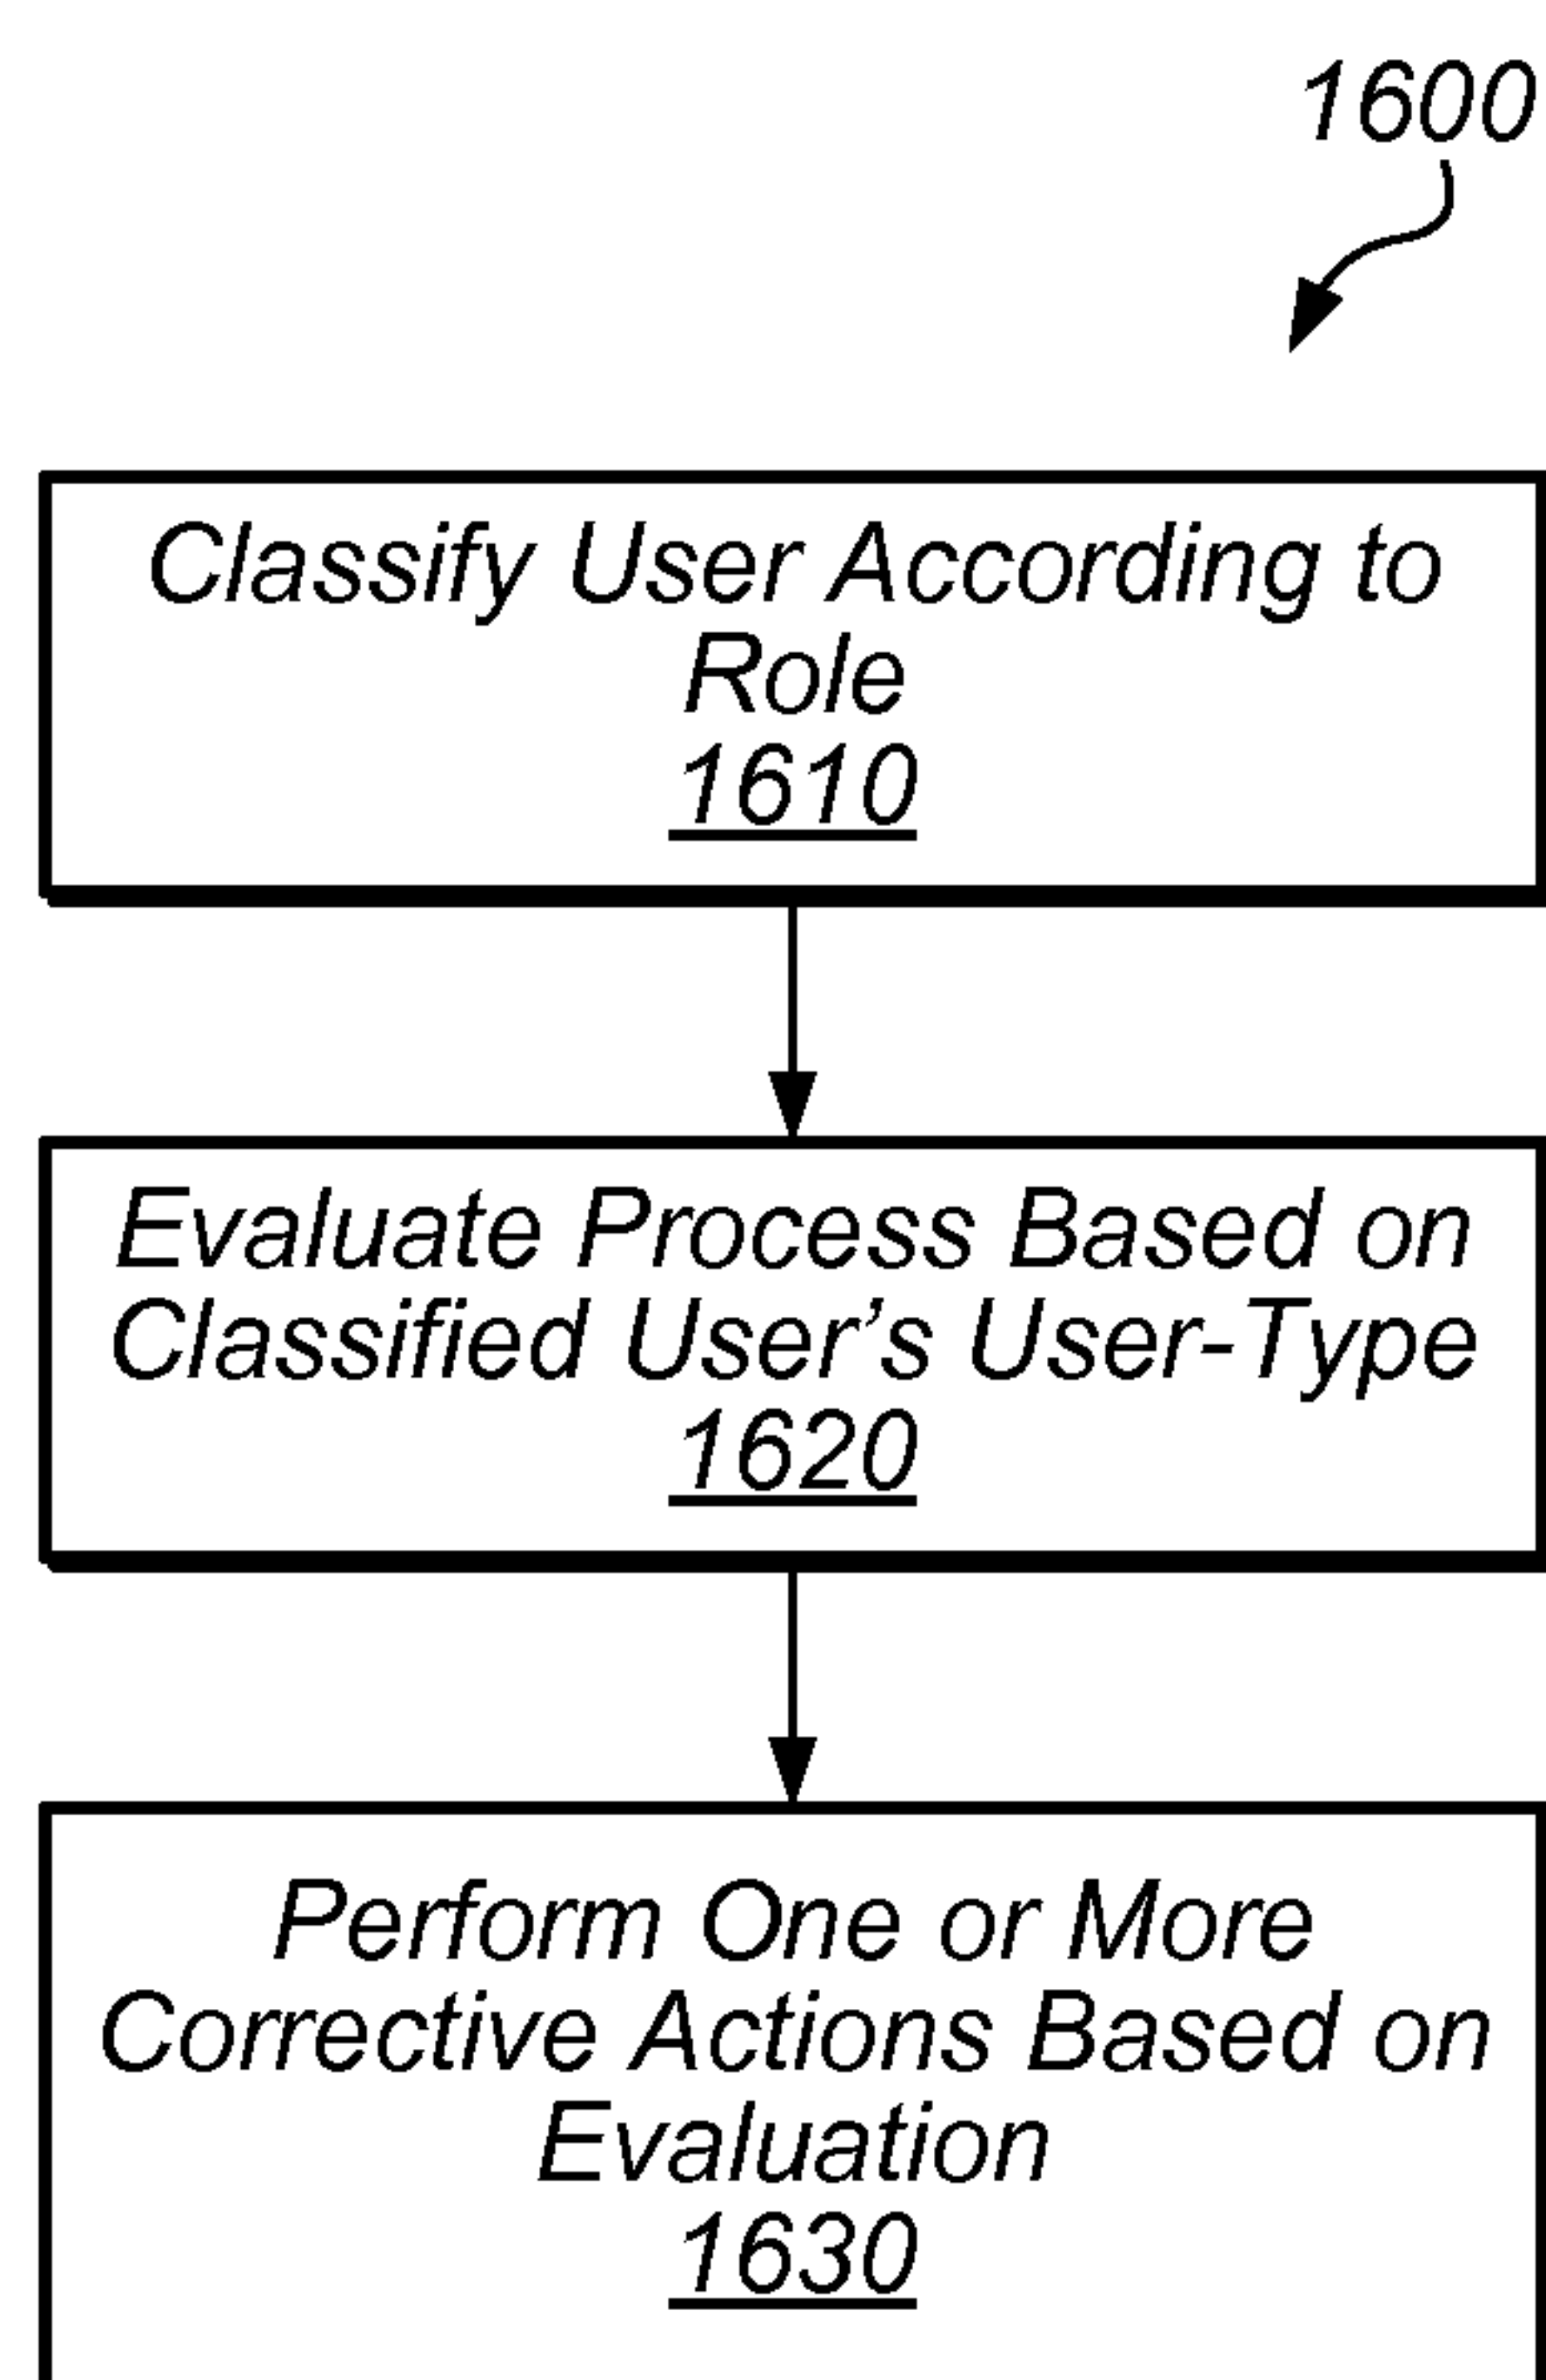 1600
Classify User According to
Role
1610
Evaluate Process Based on
Classified User’s User-Type
1620
Perform One or More
Corrective Actions Based on
Evaluation
1630